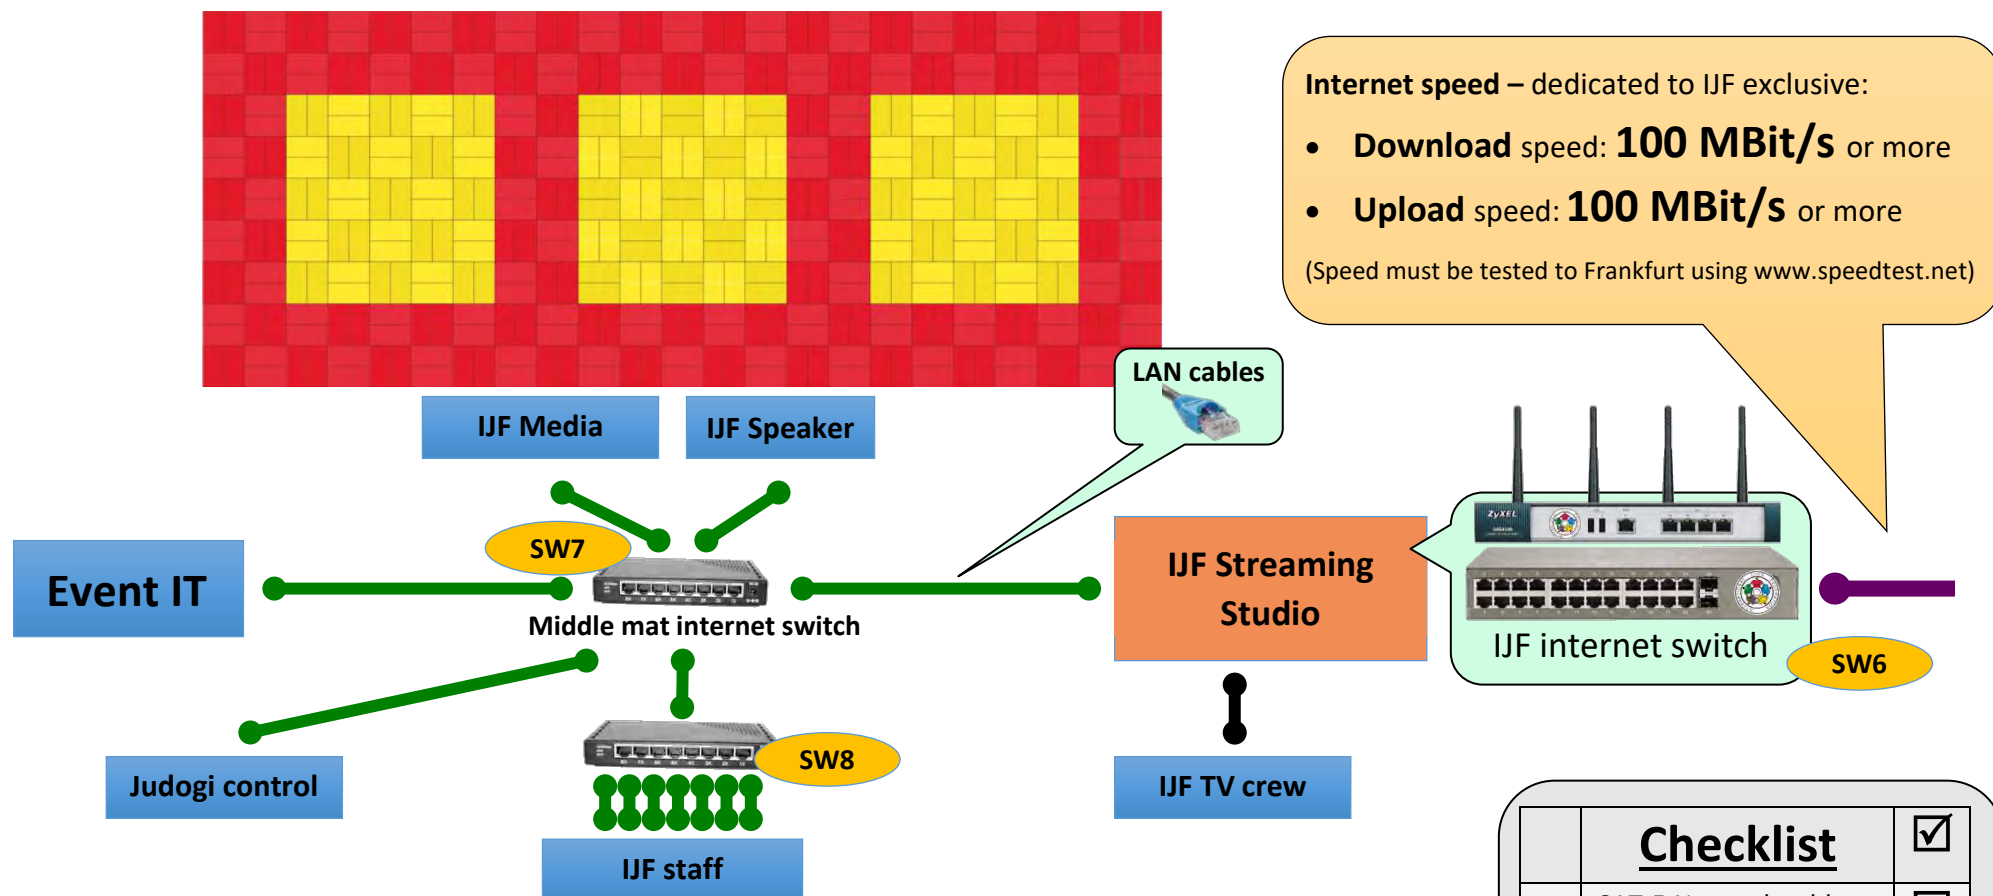 Internet speed – dedicated to IJF exclusive:
• Download speed: 100 MBit/s or more
• Upload speed: 100 MBit/s or more
(Speed must be tested to Frankfurt using www.speedtest.net)
LAN cables
IJF Media
IJF Speaker
SW7
Event IT
Middle mat internet switch
IJF Streaming
Studio
ZyXEL
IJF internet switch
SW6
Judogi control
SW8
IJF TV crew
IJF staff
Checklist